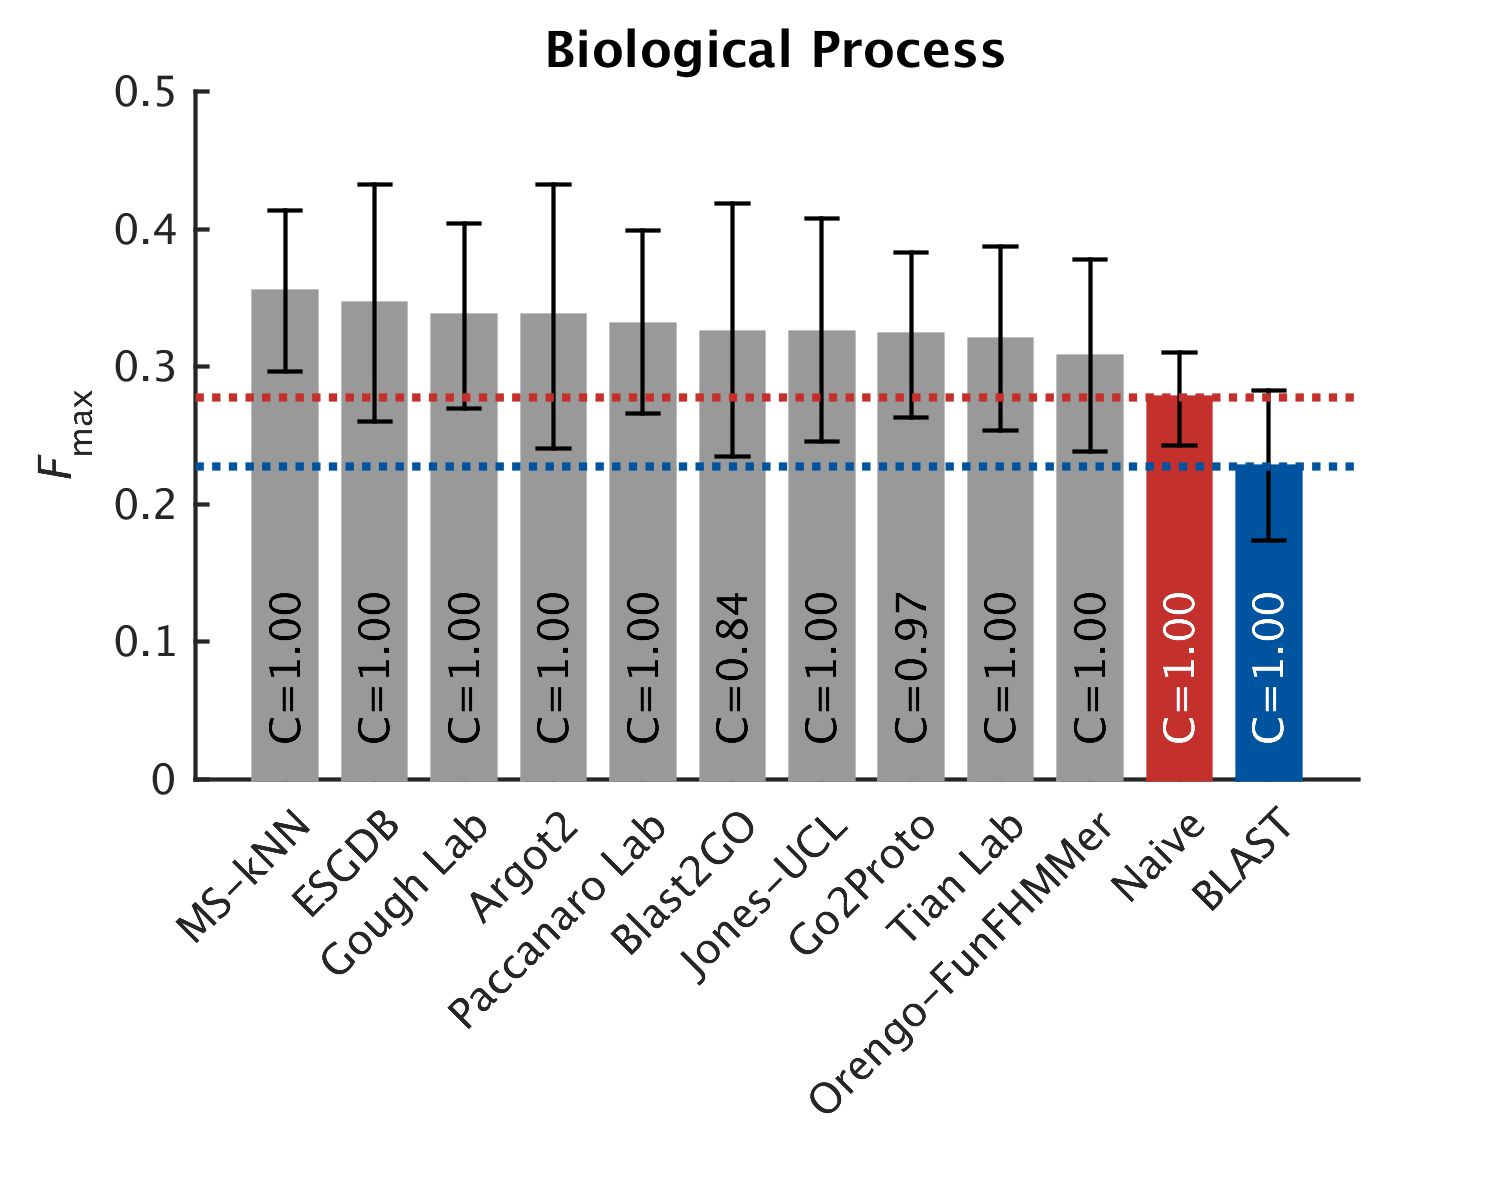 Biological Process
0.5
0.4
0.3
0.2
0.1
0
Fmax
C=1.00
C=1.00
C=1.00
C=1.00
C=1.00
C=0.84
C=1.00
C=0.97
C=1.00
C=1.00
C=1.00
C=1.00
MS-kNN
ESGDB
Gough Lab
Argot2
Paccanaro Lab
Blast2GO
Jones-UCL
Go2Proto
Tian Lab
Orengo-FunFHMMer
Naive
BLAST